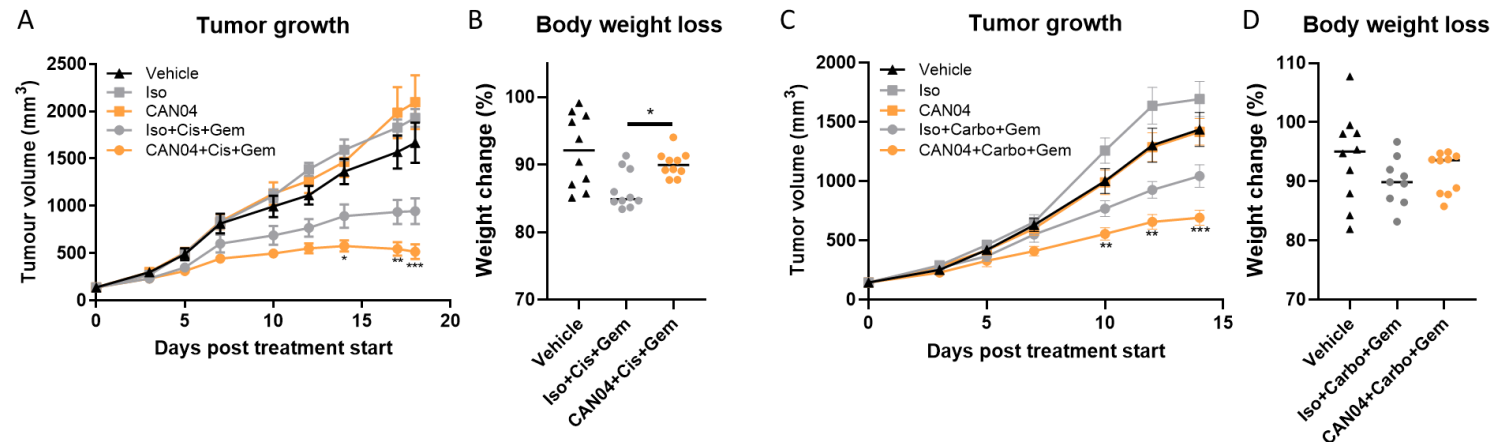 A
Tumor growth
Tumour volume (mm3)
2500
2000
1500
1000
500
0
Vehicle
Iso
CAN04
Iso+Cis+Gem
CAN04+Cis+Gem
*
**
***
0
5
10
15
20
Days post treatment start
B
Body weight loss
Weight change (%)
100
90
80
70
*
Vehicle
Iso+Cis+Gem
CAN04+Cis+Gem
C
Tumor growth
Tumor volume (mm3)
2000
1500
1000
500
0
Vehicle
Iso
CAN04
Iso+Carbo+Gem
CAN04+Carbo+Gem
**
**
***
0
5
10
15
Days post treatment start
D
Body weight loss
Weight change (%)
110
100
90
80
70
Vehicle
Iso+Carbo+Gem
CAN04+Carbo+Gem